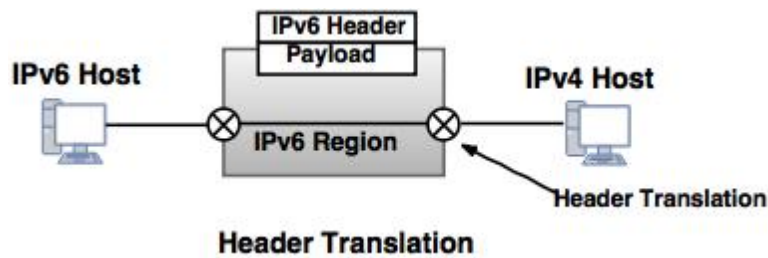 IPv6 Header
Payload
IPv6 Host
IPv4 Host
IPv6 Region
Header Translation
Header Translation